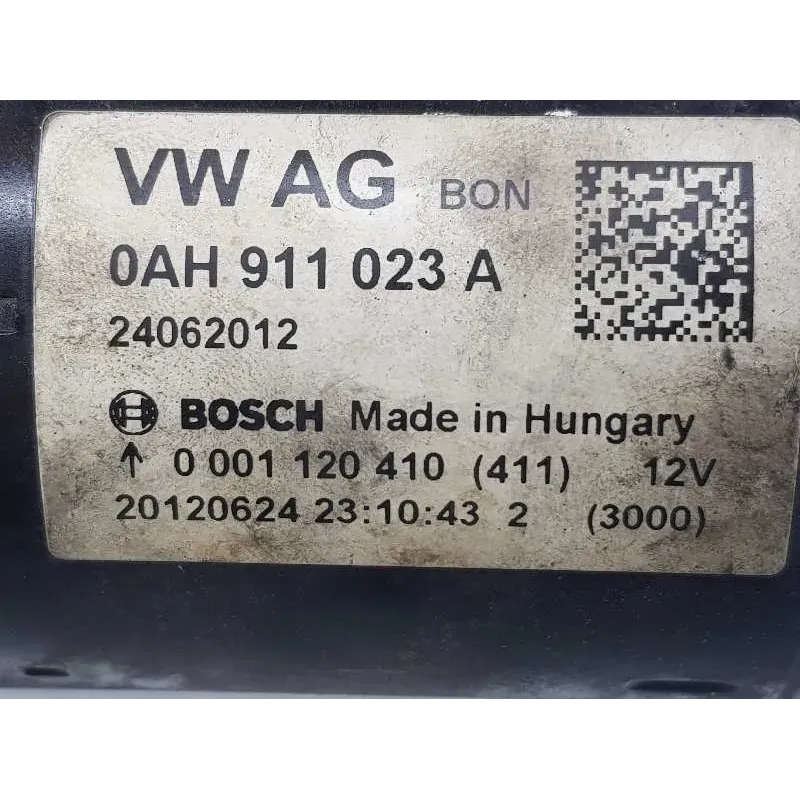 VW AG BON
0AH 911 023 A
24062012
BOSCH Made in Hungary
↑ 0 001 120 410 (411) 12V
20120624 23:10:43 2 (3000)